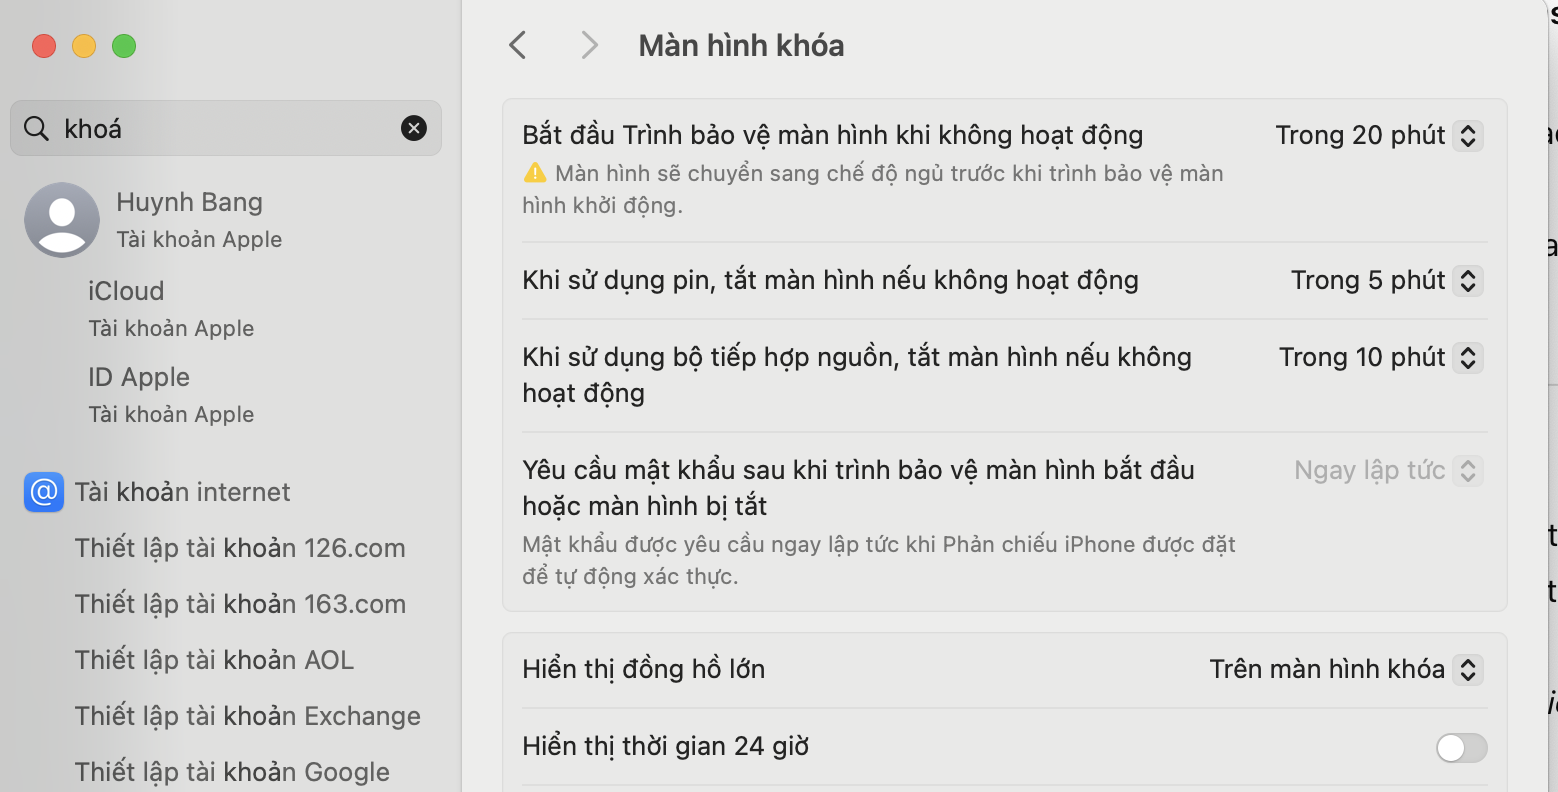 khoá
Huynh Bang
Tài khoản Apple
iCloud
Tài khoản Apple
ID Apple
Tài khoản Apple
Tài khoản internet
Thiết lập tài khoản 126.com
Thiết lập tài khoản 163.com
Thiết lập tài khoản AOL
Thiết lập tài khoản Exchange
Thiết lập tài khoản Google
Màn hình khóa
Bắt đầu Trình bảo vệ màn hình khi không hoạt động
Trong 20 phút
Màn hình sẽ chuyển sang chế độ ngủ trước khi trình bảo vệ màn
hình khởi động.
Khi sử dụng pin, tắt màn hình nếu không hoạt động
Trong 5 phút
Khi sử dụng bộ tiếp hợp nguồn, tắt màn hình nếu không
hoạt động
Trong 10 phút
Yêu cầu mật khẩu sau khi trình bảo vệ màn hình bắt đầu
hoặc màn hình bị tắt
Ngay lập tức
Mật khẩu được yêu cầu ngay lập tức khi Phản chiếu iPhone được đặt
để tự động xác thực.
Hiển thị đồng hồ lớn
Trên màn hình khóa
Hiển thị thời gian 24 giờ